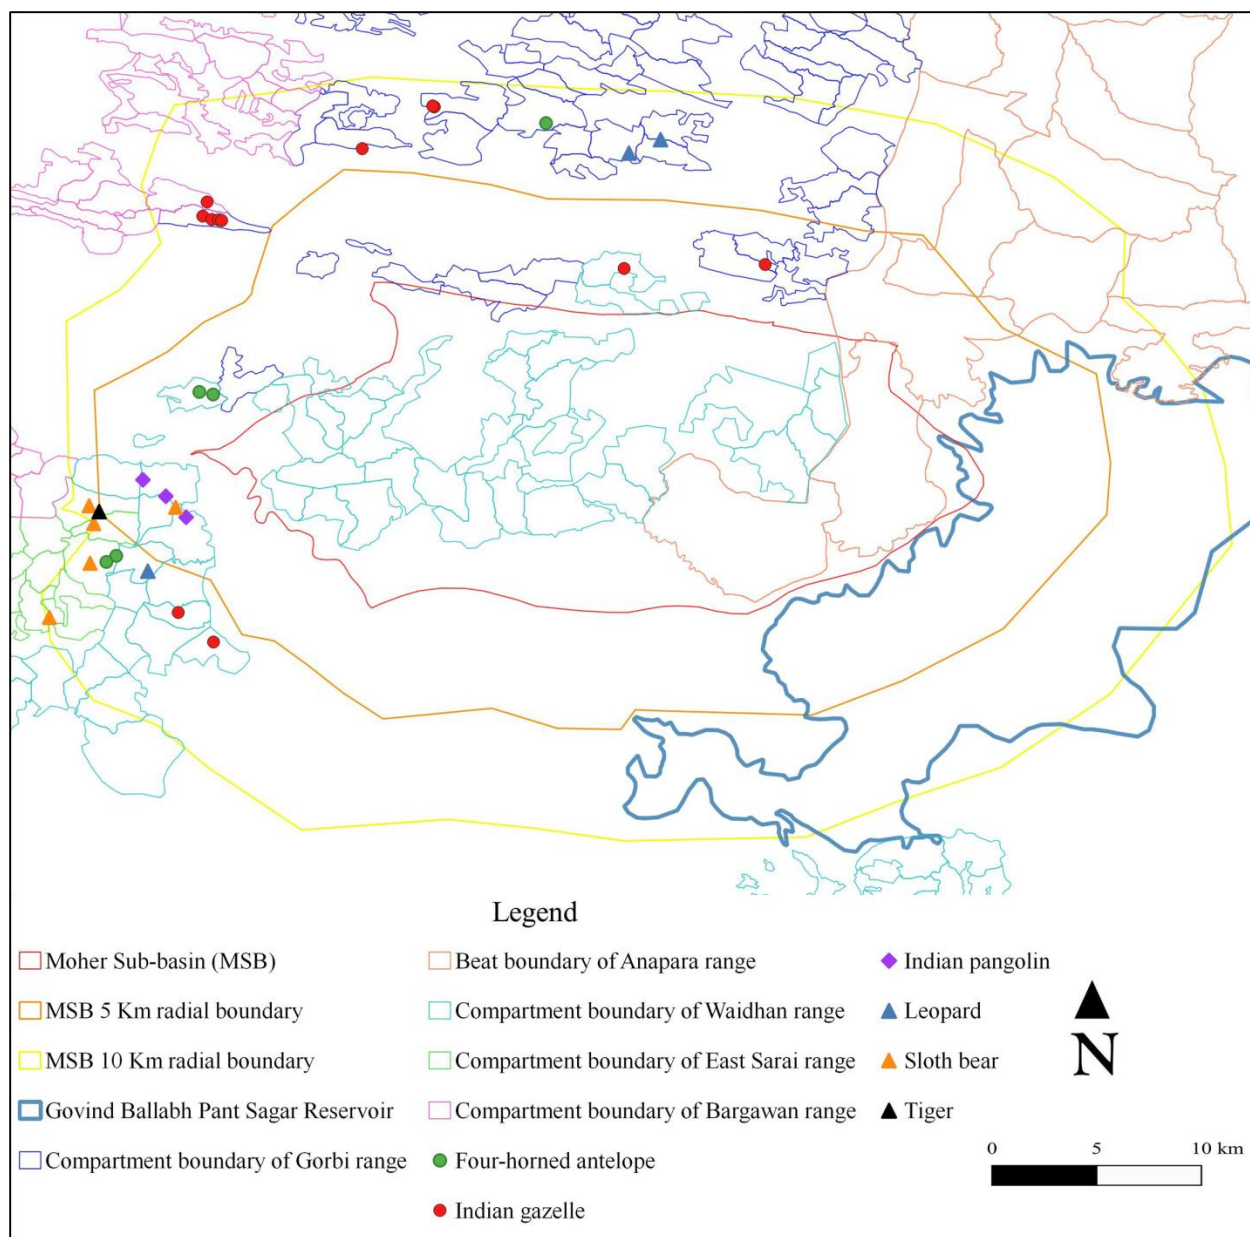 Legend
Moher Sub-basin (MSB)
MSB 5 Km radial boundary
MSB 10 Km radial boundary
Govind Ballabh Pant Sagar Reservoir
Compartment boundary of Gorbi range
Beat boundary of Anapara range
Compartment boundary of Waidhan range
Compartment boundary of East Sarai range
Compartment boundary of Bargawan range
Four-horned antelope
Indian gazelle
Indian pangolin
Leopard
Sloth bear
Tiger
N
0 5 10 km